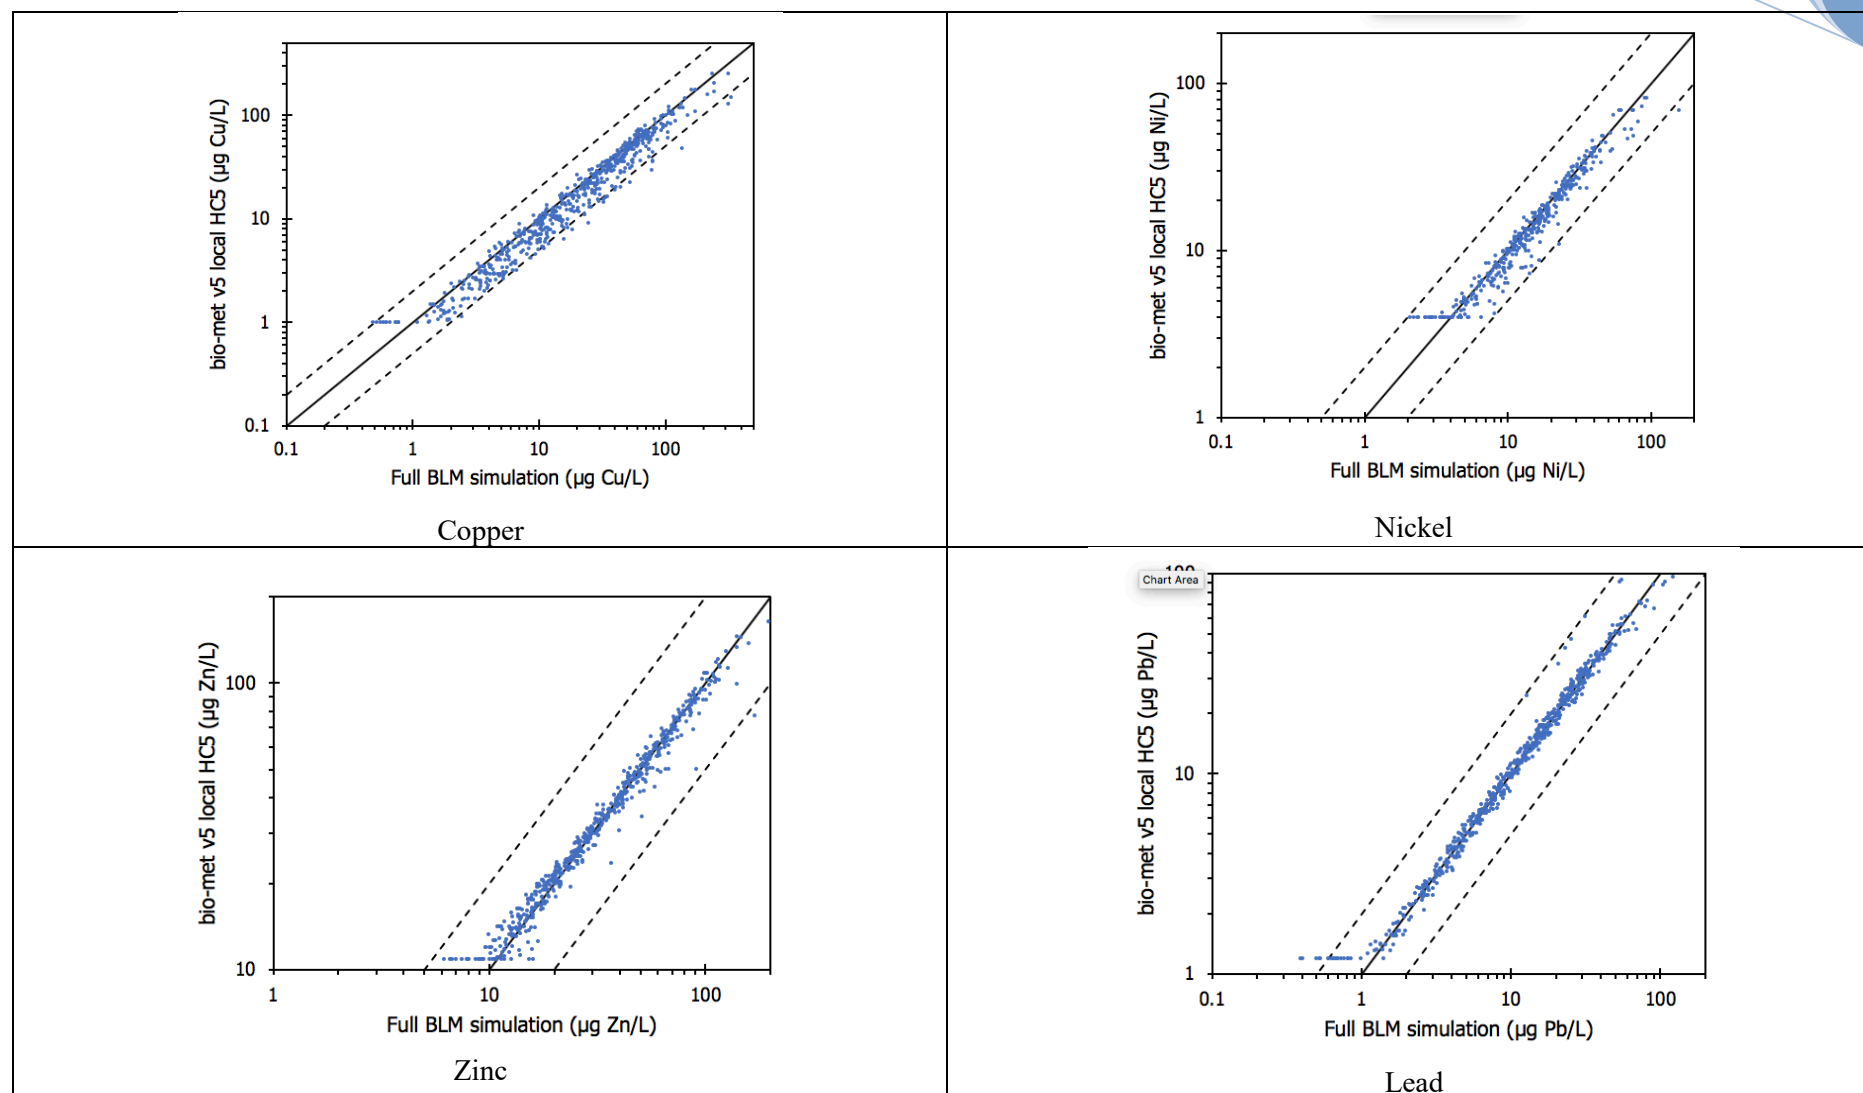 bio-met v5 local HC5 (µg Cu/L)
100
10
1
0.1
0.1 1 10 100
Full BLM simulation (µg Cu/L)
Copper
bio-met v5 local HC5 (µg Ni/L)
100
10
1
0.1 1 10 100
Full BLM simulation (µg Ni/L)
Nickel
bio-met v5 local HC5 (µg Zn/L)
100
10
1 10 100
Full BLM simulation (µg Zn/L)
Zinc
bio-met v5 local HC5 (µg Pb/L)
100
Chart Area
10
1
0.1 1 10 100
Full BLM simulation (µg Pb/L)
Lead